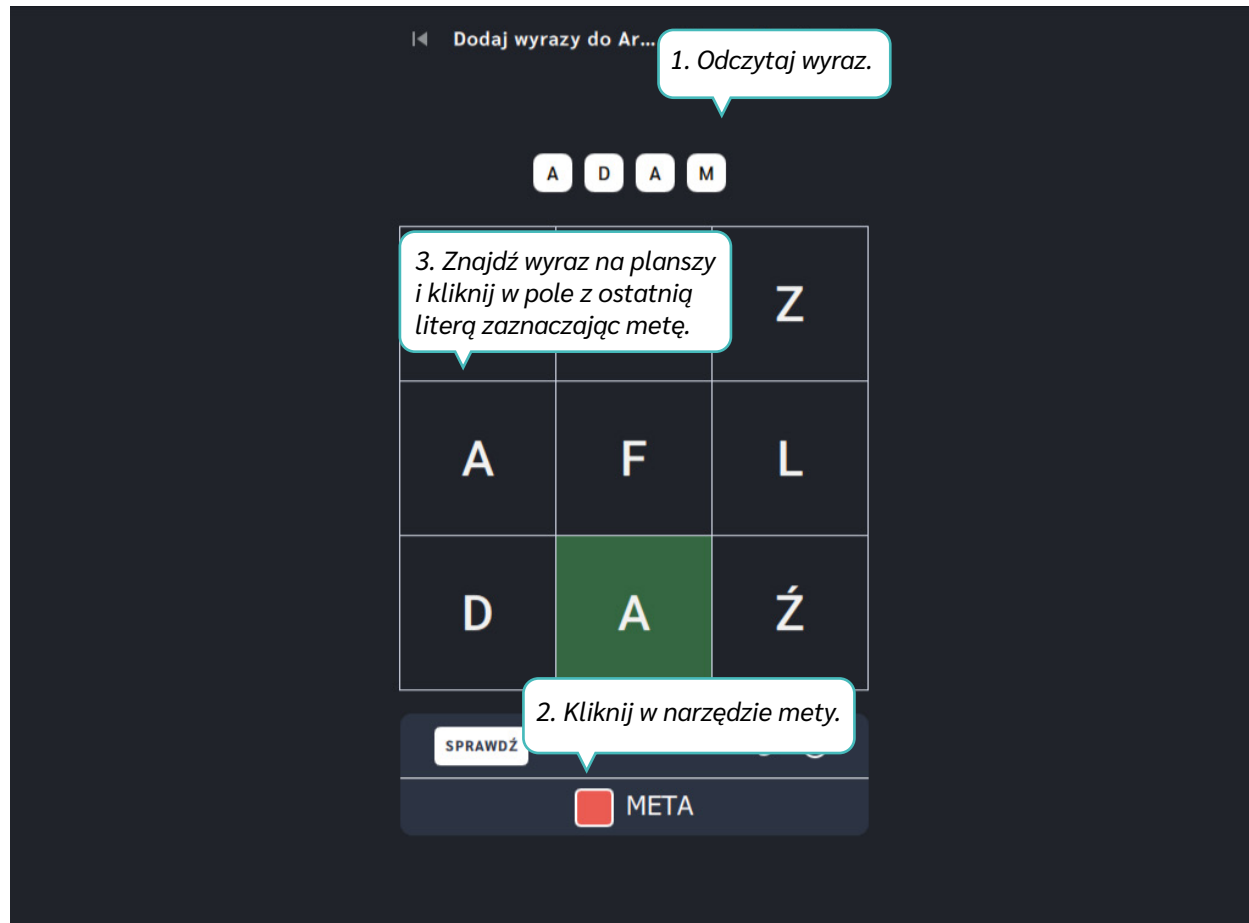 Dodaj wyrazy do Ar...
1. Odczytaj wyraz.
A D A M
3. Znajdź wyraz na planszy
i kliknij w pole z ostatnią
literą zaznaczając metę.
Z
A F L
D A Ź
2. Kliknij w narzędzie mety.
SPRAWDŹ
META